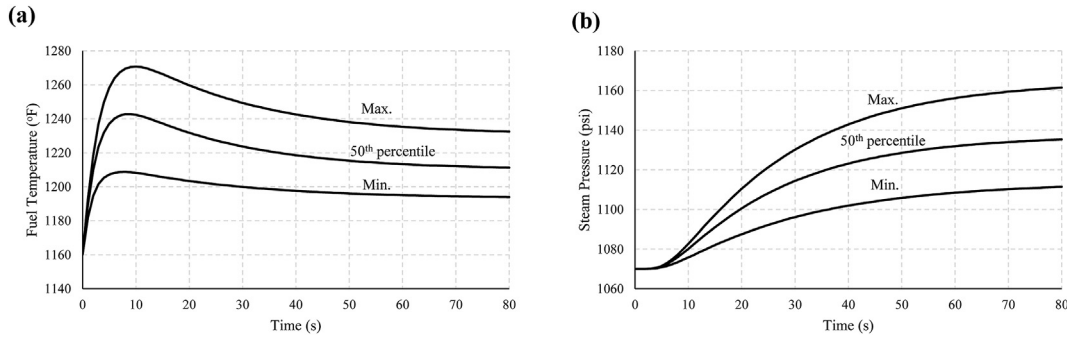 (a)
Fuel Temperature (°F)
1280
1260
1240
1220
1200
1180
1160
1140
Max.
50th percentile
Min.
0 10 20 30 40 50 60 70 80
Time (s)
(b)
Steam Pressure (psi)
1180
1160
1140
1120
1100
1080
1060
Max.
50th percentile
Min.
0 10 20 30 40 50 60 70 80
Time (s)